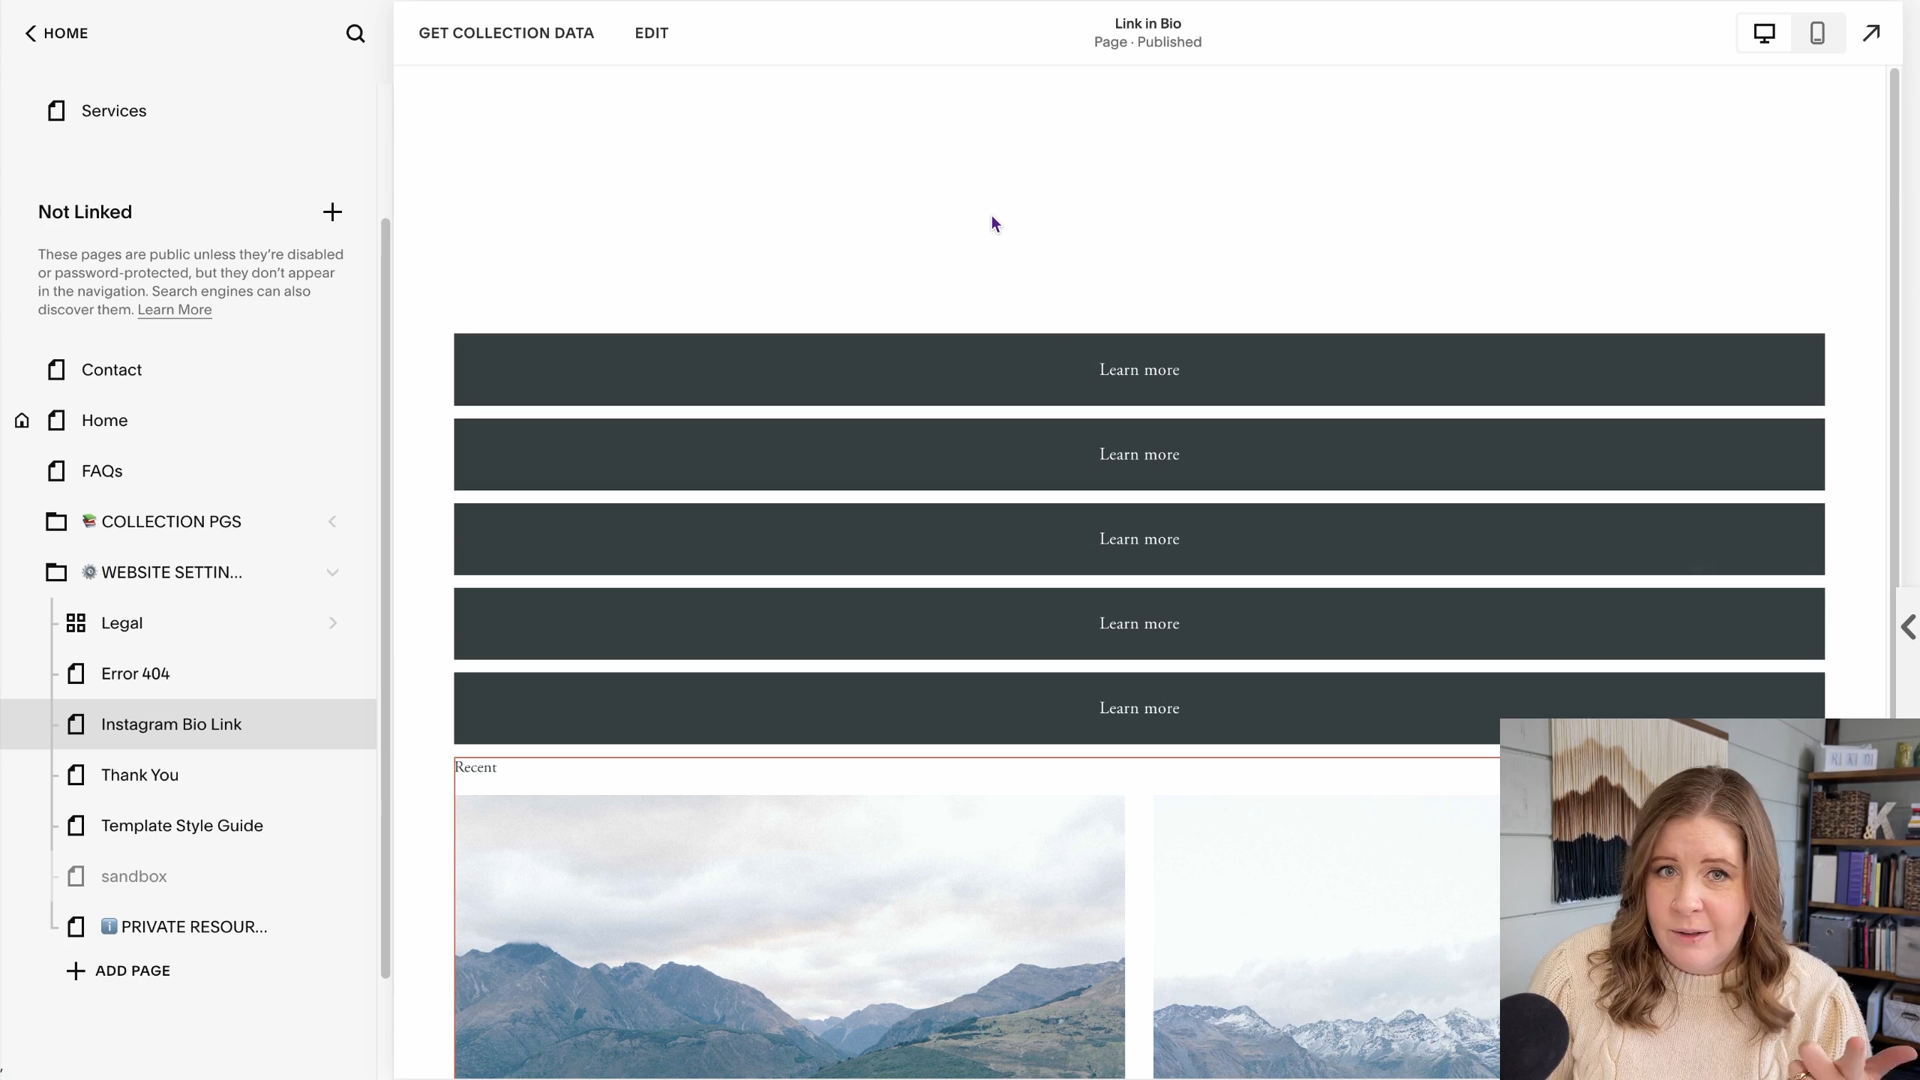 HOME
GET COLLECTION DATA
EDIT
Link in Bio
Page · Published
Services
Not Linked
These pages are public unless they're disabled
or password-protected, but they don't appear
in the navigation. Search engines can also
discover them. Learn More
Contact
Home
FAQs
COLLECTION PGS
WEBSITE SETTIN...
Legal
Error 404
Instagram Bio Link
Thank You
Template Style Guide
sandbox
PRIVATE RESOUR...
ADD PAGE
Learn more
Learn more
Learn more
Learn more
Learn more
Recent